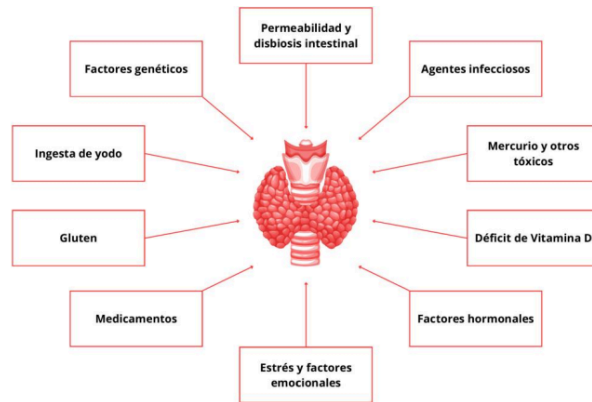 Permeabilidad y
disbiosis intestinal
Factores genéticos
Agentes infecciosos
Ingesta de yodo
Mercurio y otros
tóxicos
Gluten
Déficit de Vitamina D
Medicamentos
Factores hormonales
Estrés y factores
emocionales